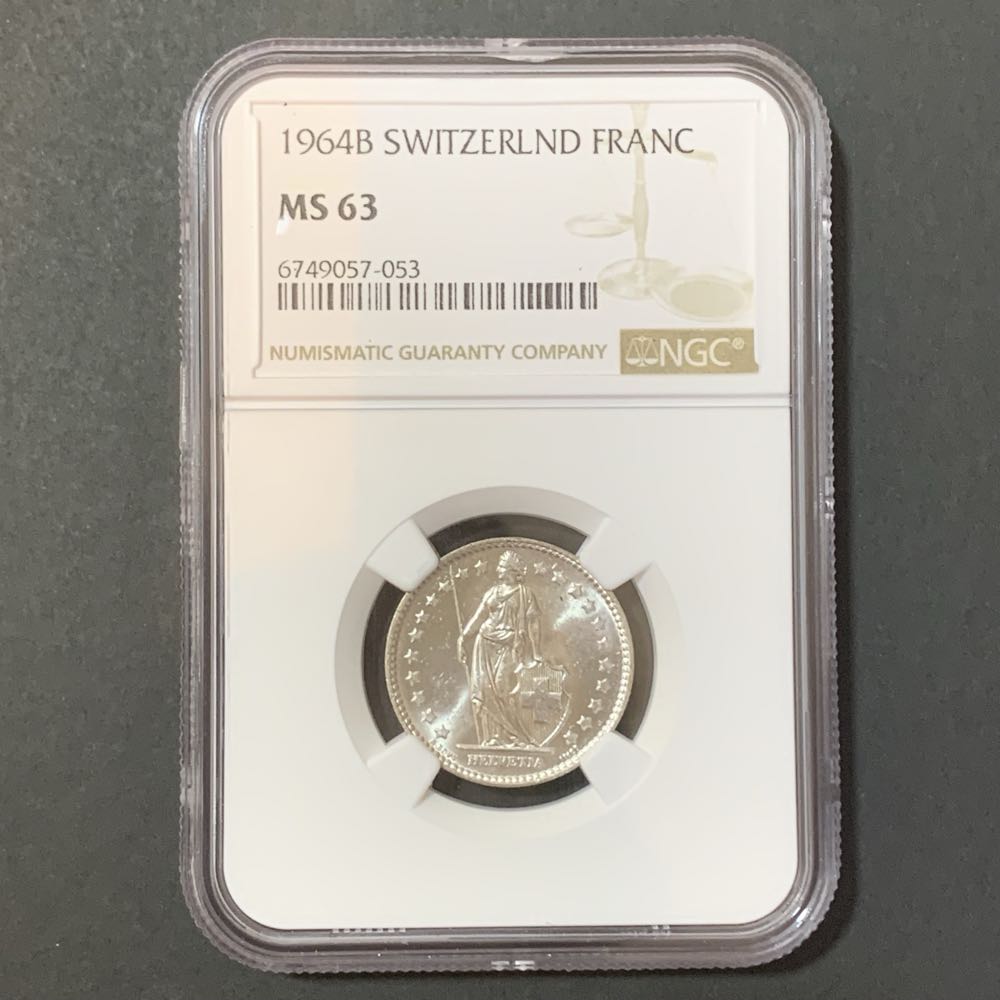 1964B SWITZERLND FRANC
MS 63
6749057-053
NUMISMATIC GUARANTY COMPANY NGC®
HELVETIA